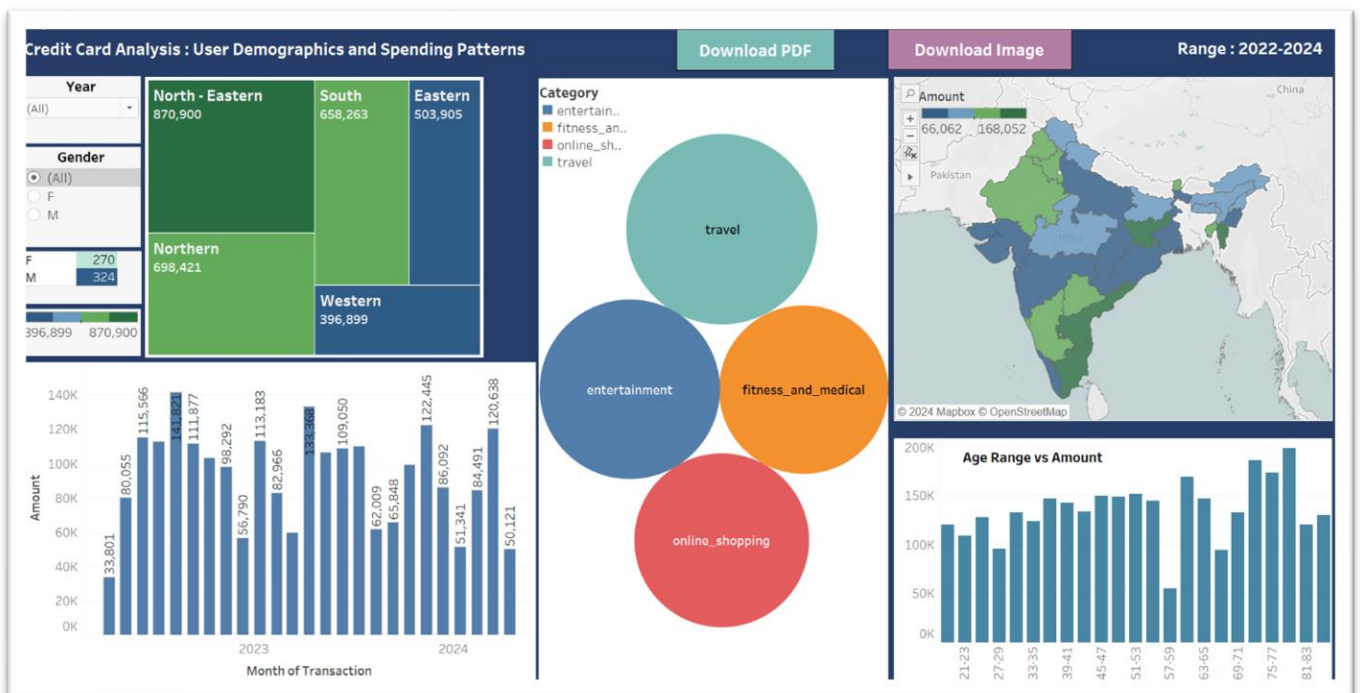 Credit Card Analysis : User Demographics and Spending Patterns
Download PDF
Download Image
Range : 2022-2024
Year
(All)
Gender
(All)
F
M
F 270
M 324
396,899 870,900
North - Eastern
870,900
South
658,263
Eastern
503,905
Northern
698,421
Western
396,899
Category
entertain..
fitness_an..
online_sh..
travel
travel
entertainment
fitness_and_medical
online_shopping
Amount
66,062 168,052
China
Pakistan
India
© 2024 Mapbox © OpenStreetMap
140K
120K
100K
80K
60K
40K
20K
0K
Amount
33,801
80,055
115,566
141,821
111,877
98,292
56,790
113,183
82,966
133,368
109,050
62,009
65,848
122,445
86,092
51,341
84,491
120,638
50,121
2023
2024
Month of Transaction
Age Range vs Amount
200K
150K
100K
50K
0K
21-23
27-29
33-35
39-41
45-47
51-53
57-59
63-65
69-71
75-77
81-83